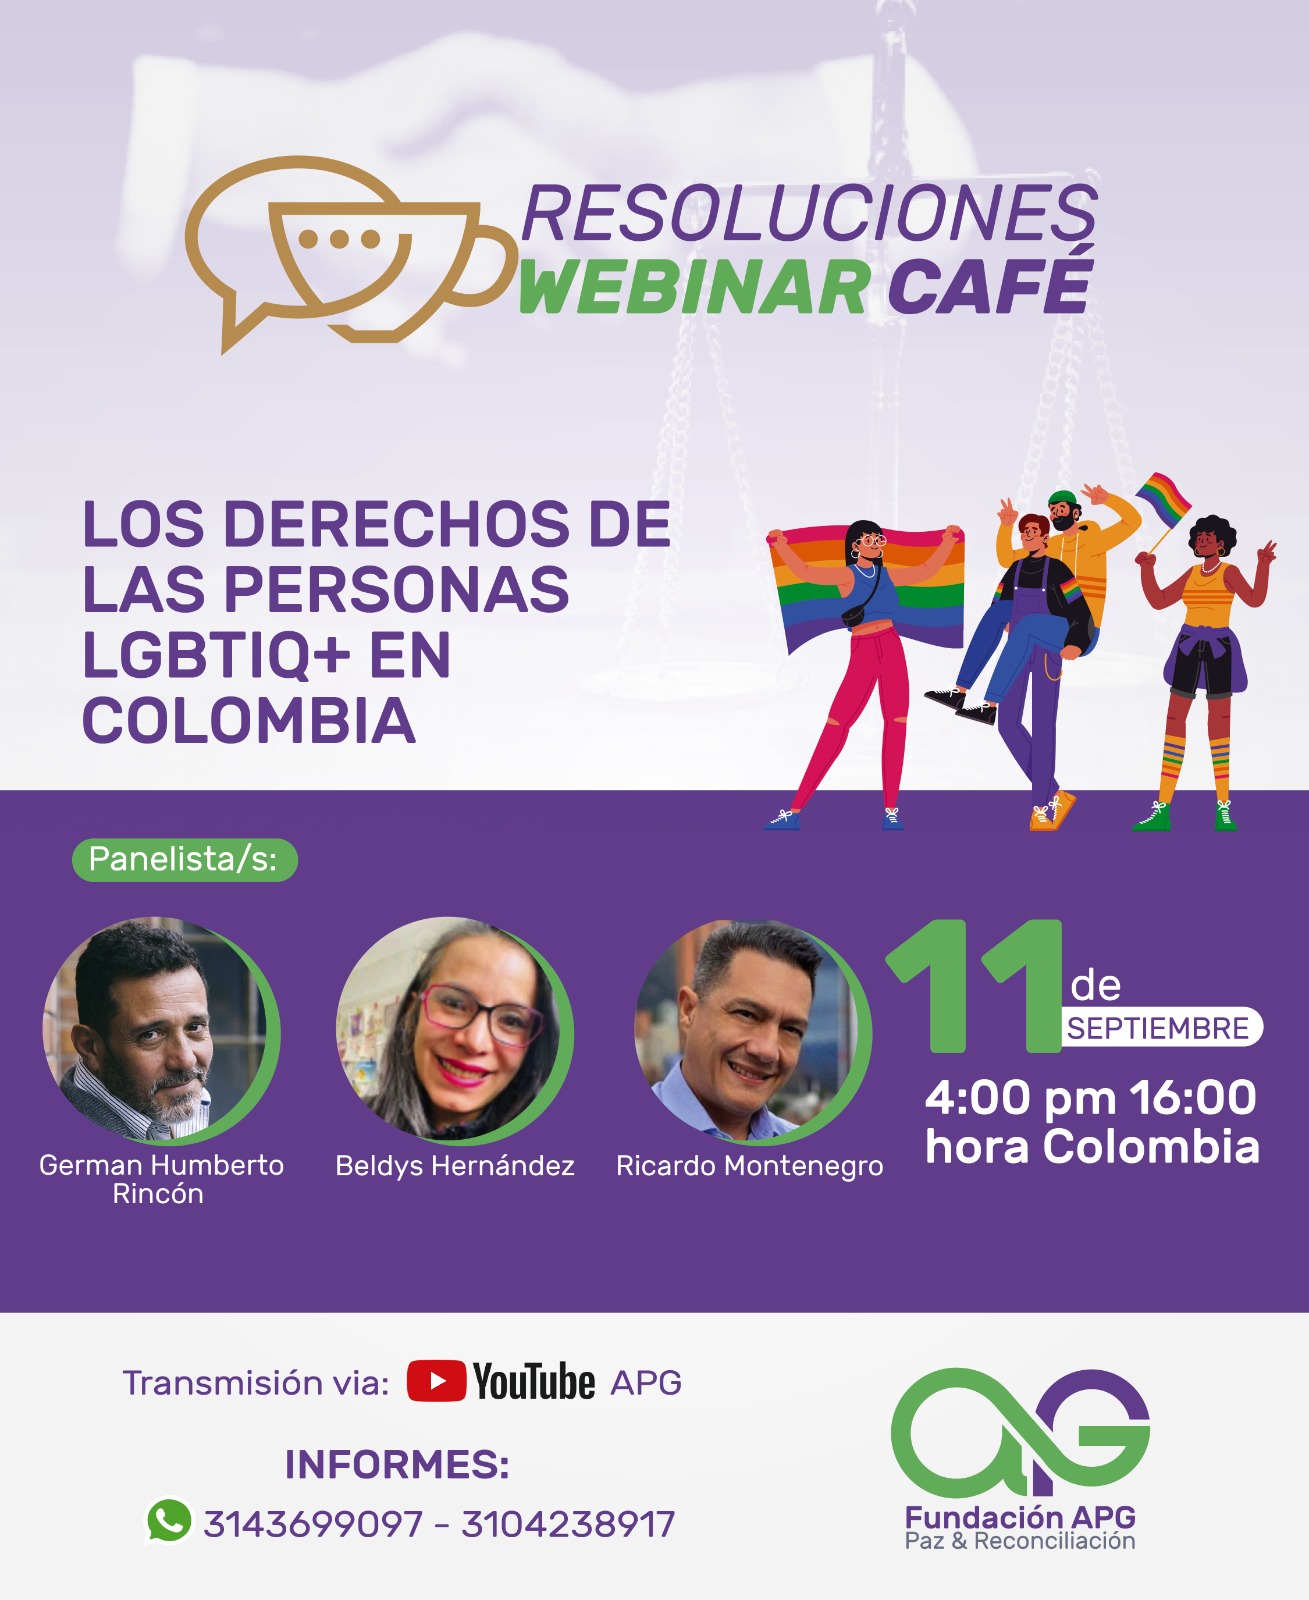 RESOLUCIONES
WEBINAR CAFÉ
LOS DERECHOS DE
LAS PERSONAS
LGBTIQ+ EN
COLOMBIA
Panelista/s:
German Humberto
Rincón
Beldys Hernández
Ricardo Montenegro
11 de
SEPTIEMBRE
4:00 pm 16:00
hora Colombia
Transmisión via: YouTube APG
INFORMES:
3143699097 - 3104238917
apG
Fundación APG
Paz & Reconciliación